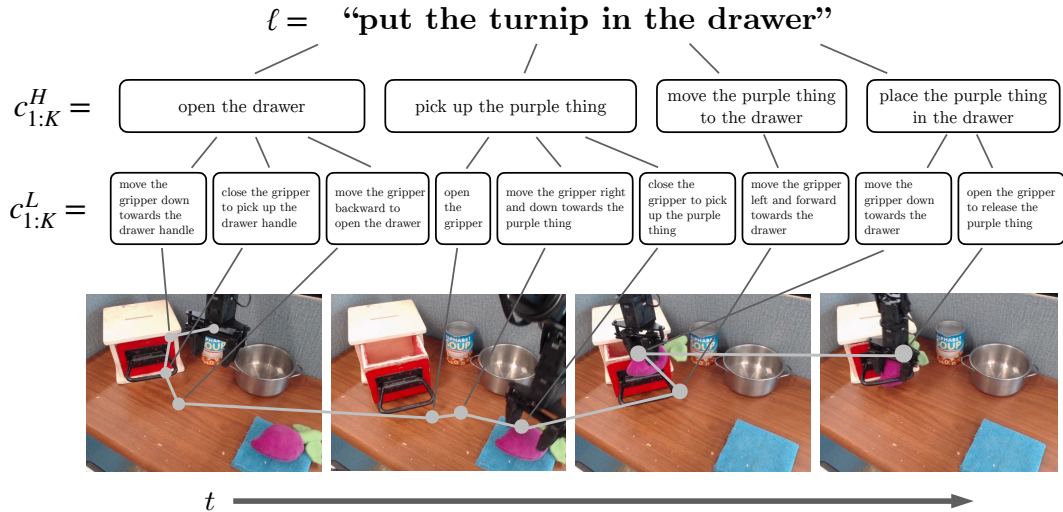 ℓ = “put the turnip in the drawer”
c^H_{1:K} =
open the drawer
pick up the purple thing
move the purple thing
to the drawer
place the purple thing
in the drawer
c^L_{1:K} =
move the
gripper down
towards the
drawer handle
close the gripper
to pick up the
drawer handle
move the gripper
backward to
open the drawer
open
the
gripper
move the gripper right
and down towards the
purple thing
close the
gripper to pick
up the purple
thing
move the gripper
left and forward
towards the
drawer
move the
gripper down
towards the
drawer
open the gripper
to release the
purple thing
ALPHABET
SOUP
t